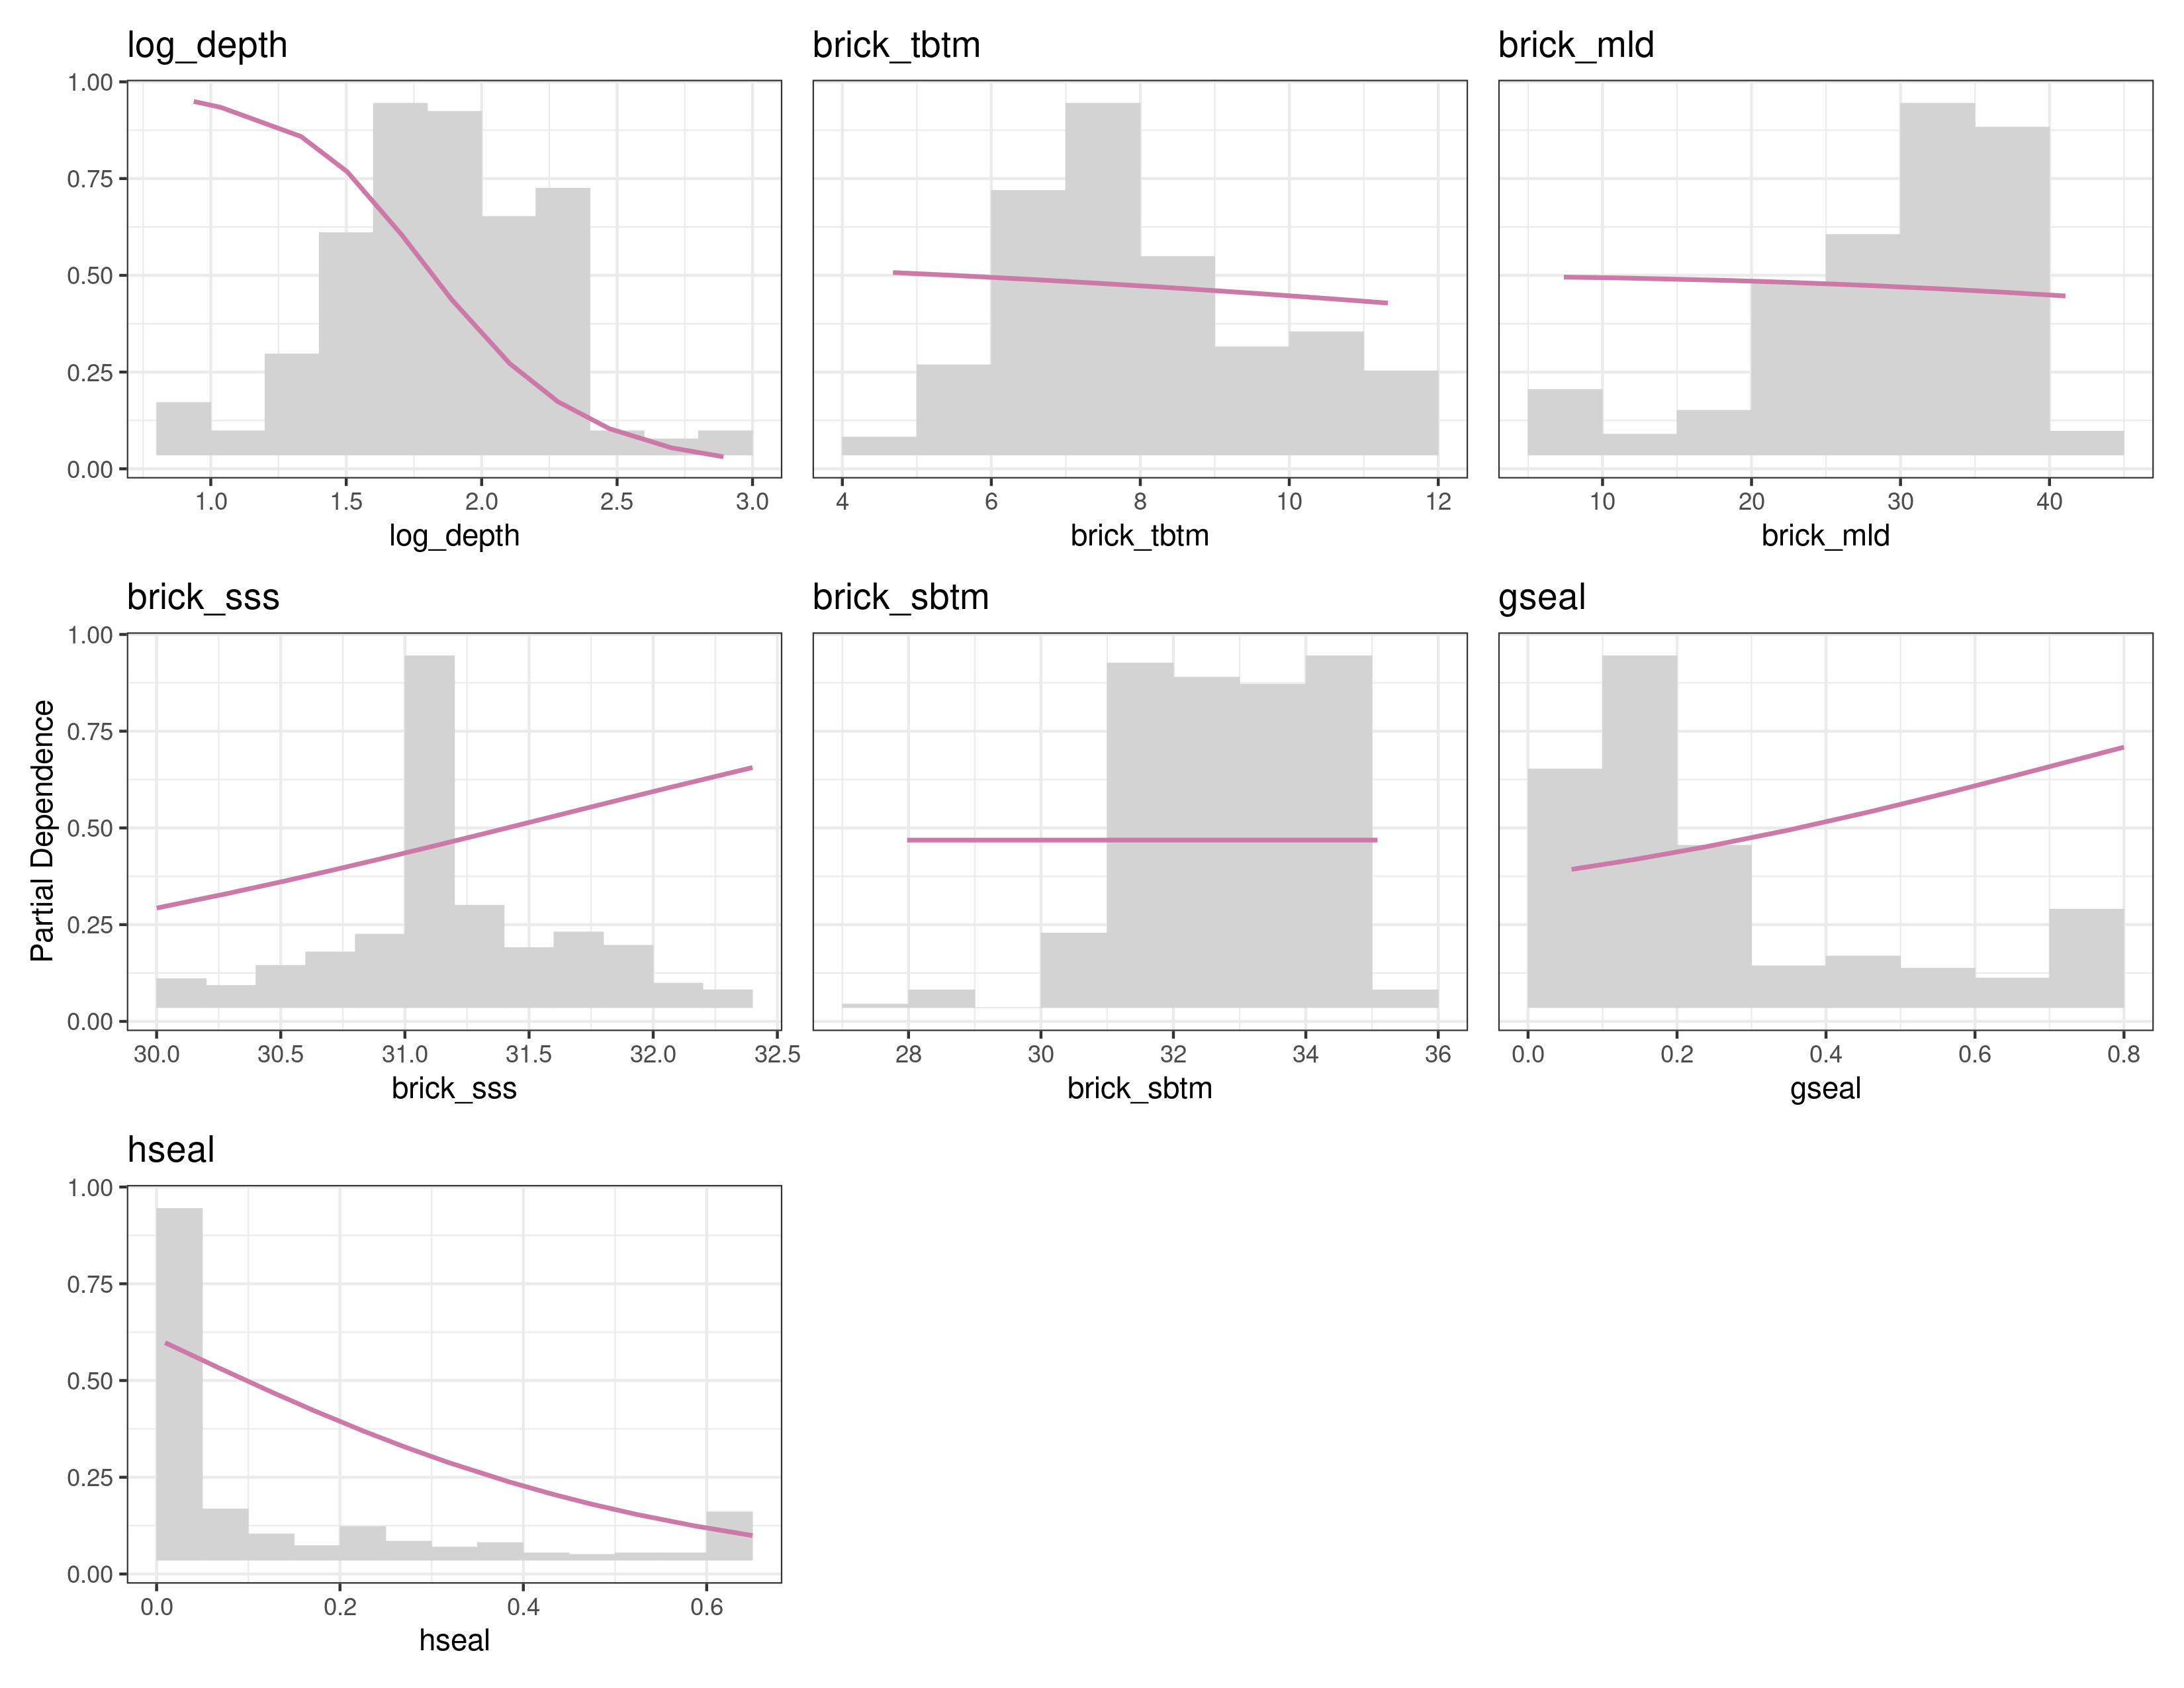 log_depth brick_tbtm brick_mld
1.00
0.75
0.50
0.25
0.00
1.0 1.5 2.0 2.5 3.0 4 6 8 10 12 10 20 30 40
log_depth brick_tbtm brick_mld
brick_sss brick_sbtm gseal
Partial Dependence
1.00
0.75
0.50
0.25
0.00
30.0 30.5 31.0 31.5 32.0 32.5 28 30 32 34 36 0.0 0.2 0.4 0.6 0.8
brick_sss brick_sbtm gseal
hseal
1.00
0.75
0.50
0.25
0.00
0.0 0.2 0.4 0.6
hseal